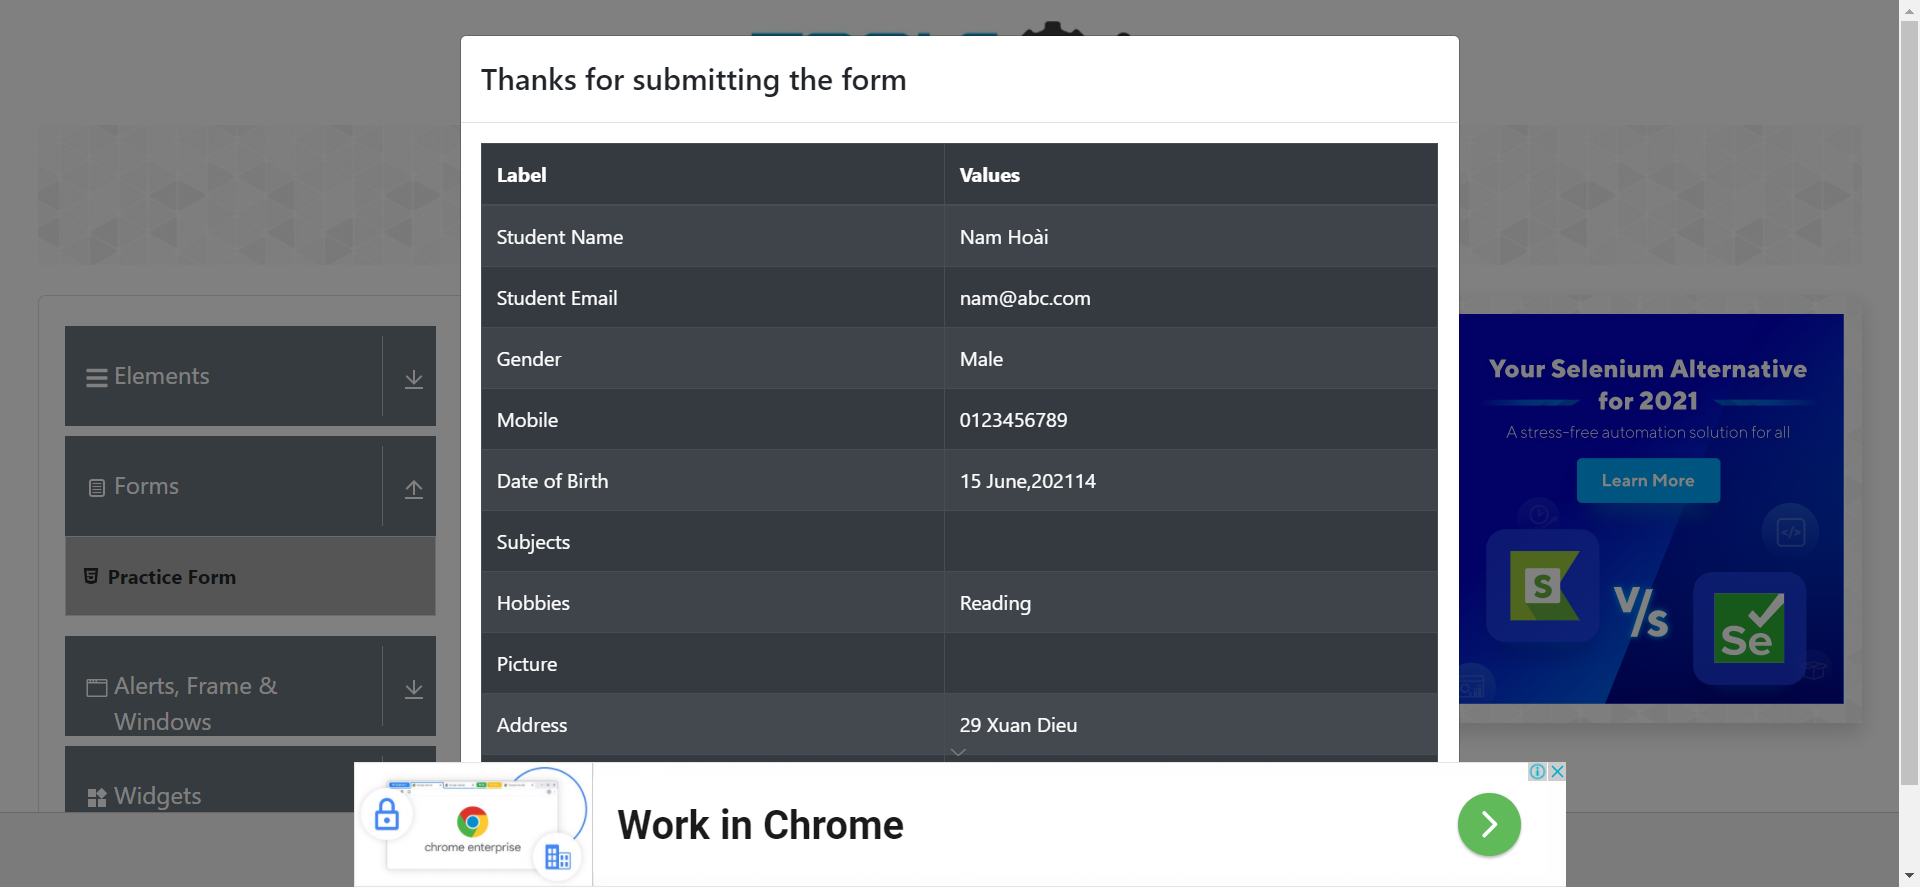 Thanks for submitting the form
Label Values
Student Name Nam Hoài
Student Email nam@abc.com
Gender Male
Mobile 0123456789
Date of Birth 15 June,202114
Subjects
Hobbies Reading
Picture
Address 29 Xuan Dieu
Elements
Forms
Practice Form
Alerts, Frame &
Windows
Widgets
Your Selenium Alternative
for 2021
A stress-free automation solution for all
Learn More
S
V/s
Se
chrome enterprise
Work in Chrome